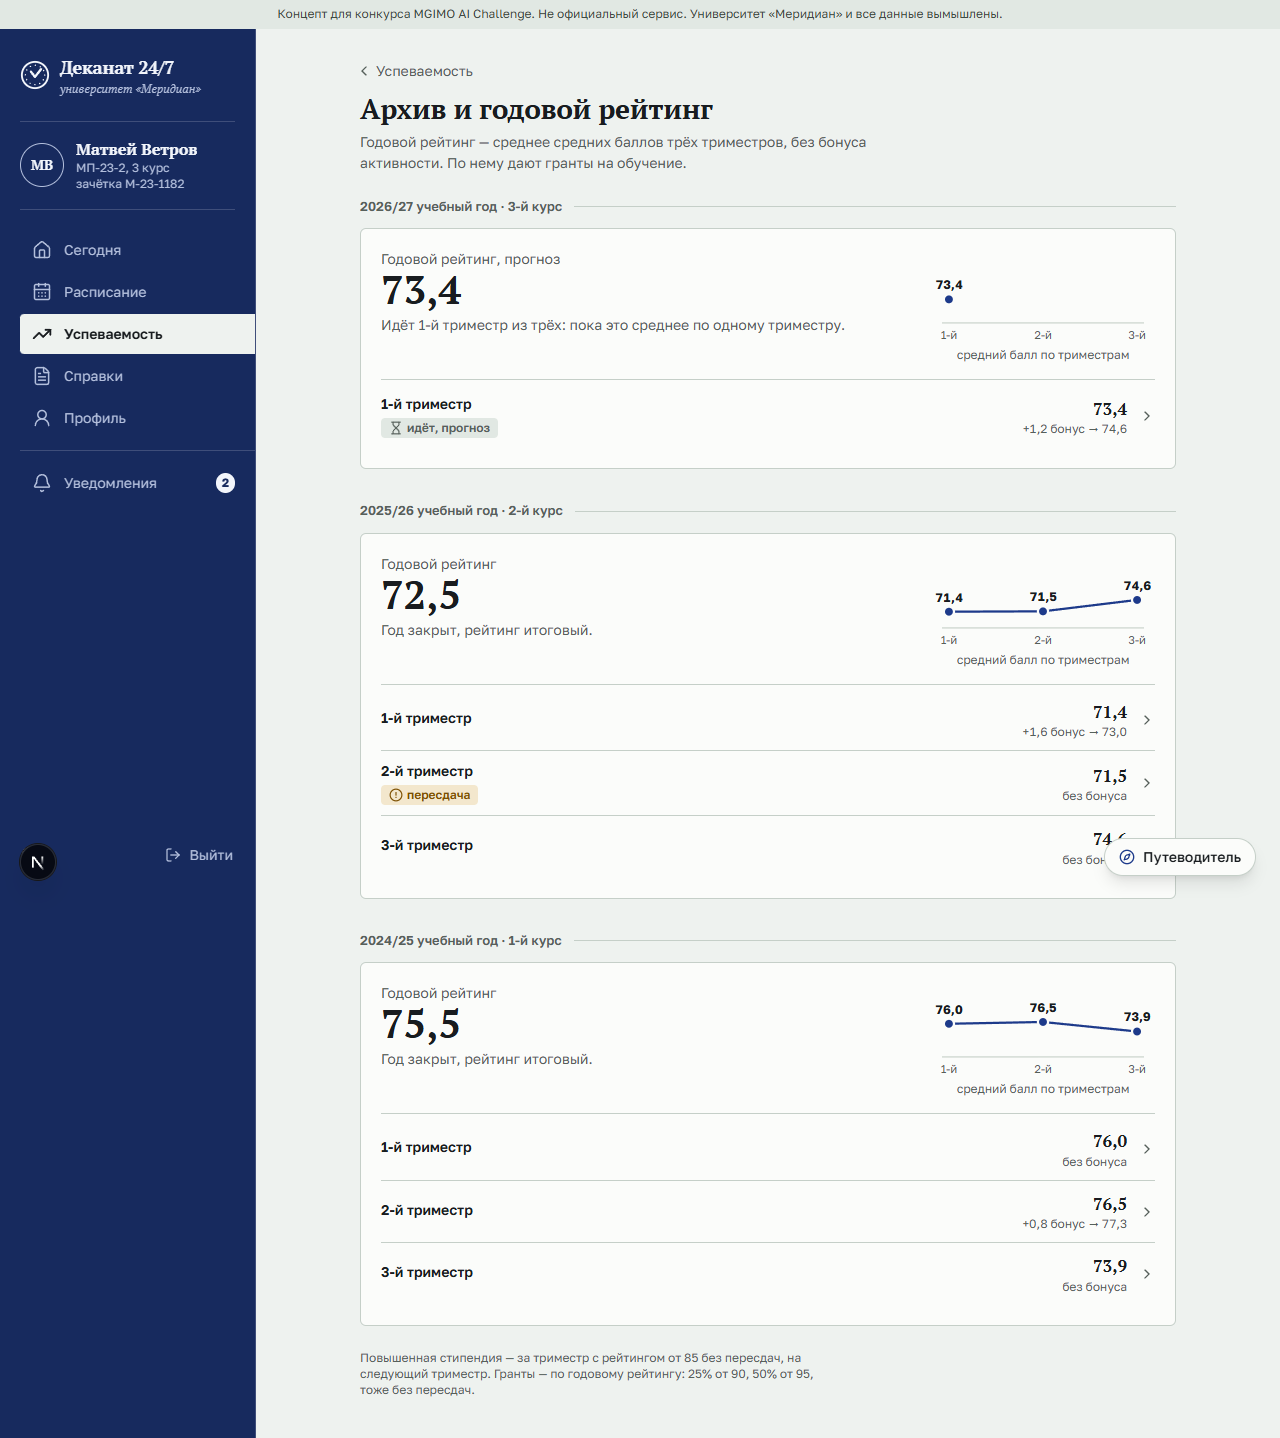 Концепт для конкурса MGIMO AI Challenge. Не официальный сервис. Университет «Меридиан» и все данные вымышлены.
Деканат 24/7
университет «Меридиан»
МВ
Матвей Ветров
МП-23-2, 3 курс
зачётка М-23-1182
Сегодня
Расписание
Успеваемость
Справки
Профиль
Уведомления
2
N
Выйти
Успеваемость
Архив и годовой рейтинг
Годовой рейтинг — среднее средних баллов трёх триместров, без бонуса
активности. По нему дают гранты на обучение.
2026/27 учебный год · 3-й курс
Годовой рейтинг, прогноз
73,4
Идёт 1-й триместр из трёх: пока это среднее по одному триместру.
73,4
1-й 2-й 3-й
средний балл по триместрам
1-й триместр
идёт, прогноз
73,4
+1,2 бонус → 74,6
2025/26 учебный год · 2-й курс
Годовой рейтинг
72,5
Год закрыт, рейтинг итоговый.
71,4 71,5 74,6
1-й 2-й 3-й
средний балл по триместрам
1-й триместр
71,4
+1,6 бонус → 73,0
2-й триместр
пересдача
71,5
без бонуса
3-й триместр
без
Путеводитель
2024/25 учебный год · 1-й курс
Годовой рейтинг
75,5
Год закрыт, рейтинг итоговый.
76,0 76,5 73,9
1-й 2-й 3-й
средний балл по триместрам
1-й триместр
76,0
без бонуса
2-й триместр
76,5
+0,8 бонус → 77,3
3-й триместр
73,9
без бонуса
Повышенная стипендия — за триместр с рейтингом от 85 без пересдач, на
следующий триместр. Гранты — по годовому рейтингу: 25% от 90, 50% от 95,
тоже без пересдач.